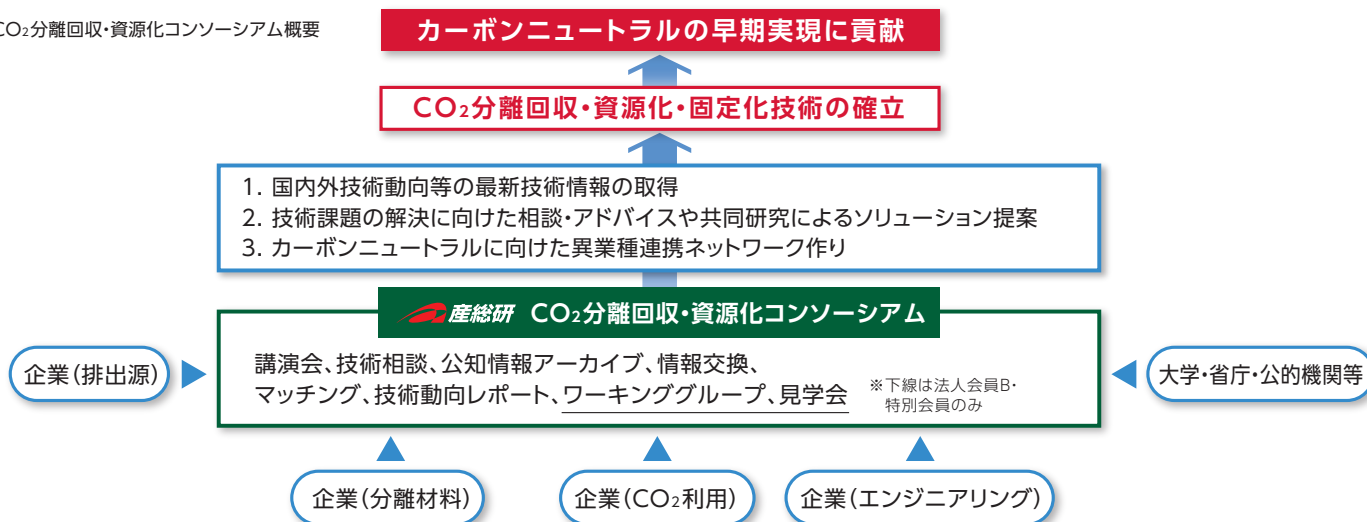 CO₂分離回収・資源化コンソーシアム概要
カーボンニュートラルの早期実現に貢献
CO₂分離回収・資源化・固定化技術の確立
1. 国内外技術動向等の最新技術情報の取得
2. 技術課題の解決に向けた相談・アドバイスや共同研究によるソリューション提案
3. カーボンニュートラルに向けた異業種連携ネットワーク作り
産総研 CO₂分離回収・資源化コンソーシアム
企業（排出源）
講演会、技術相談、公知情報アーカイブ、情報交換、
マッチング、技術動向レポート、ワーキンググループ、見学会
※下線は法人会員B・
特別会員のみ
大学・省庁・公的機関等
企業（分離材料）
企業（CO₂利用）
企業（エンジニアリング）